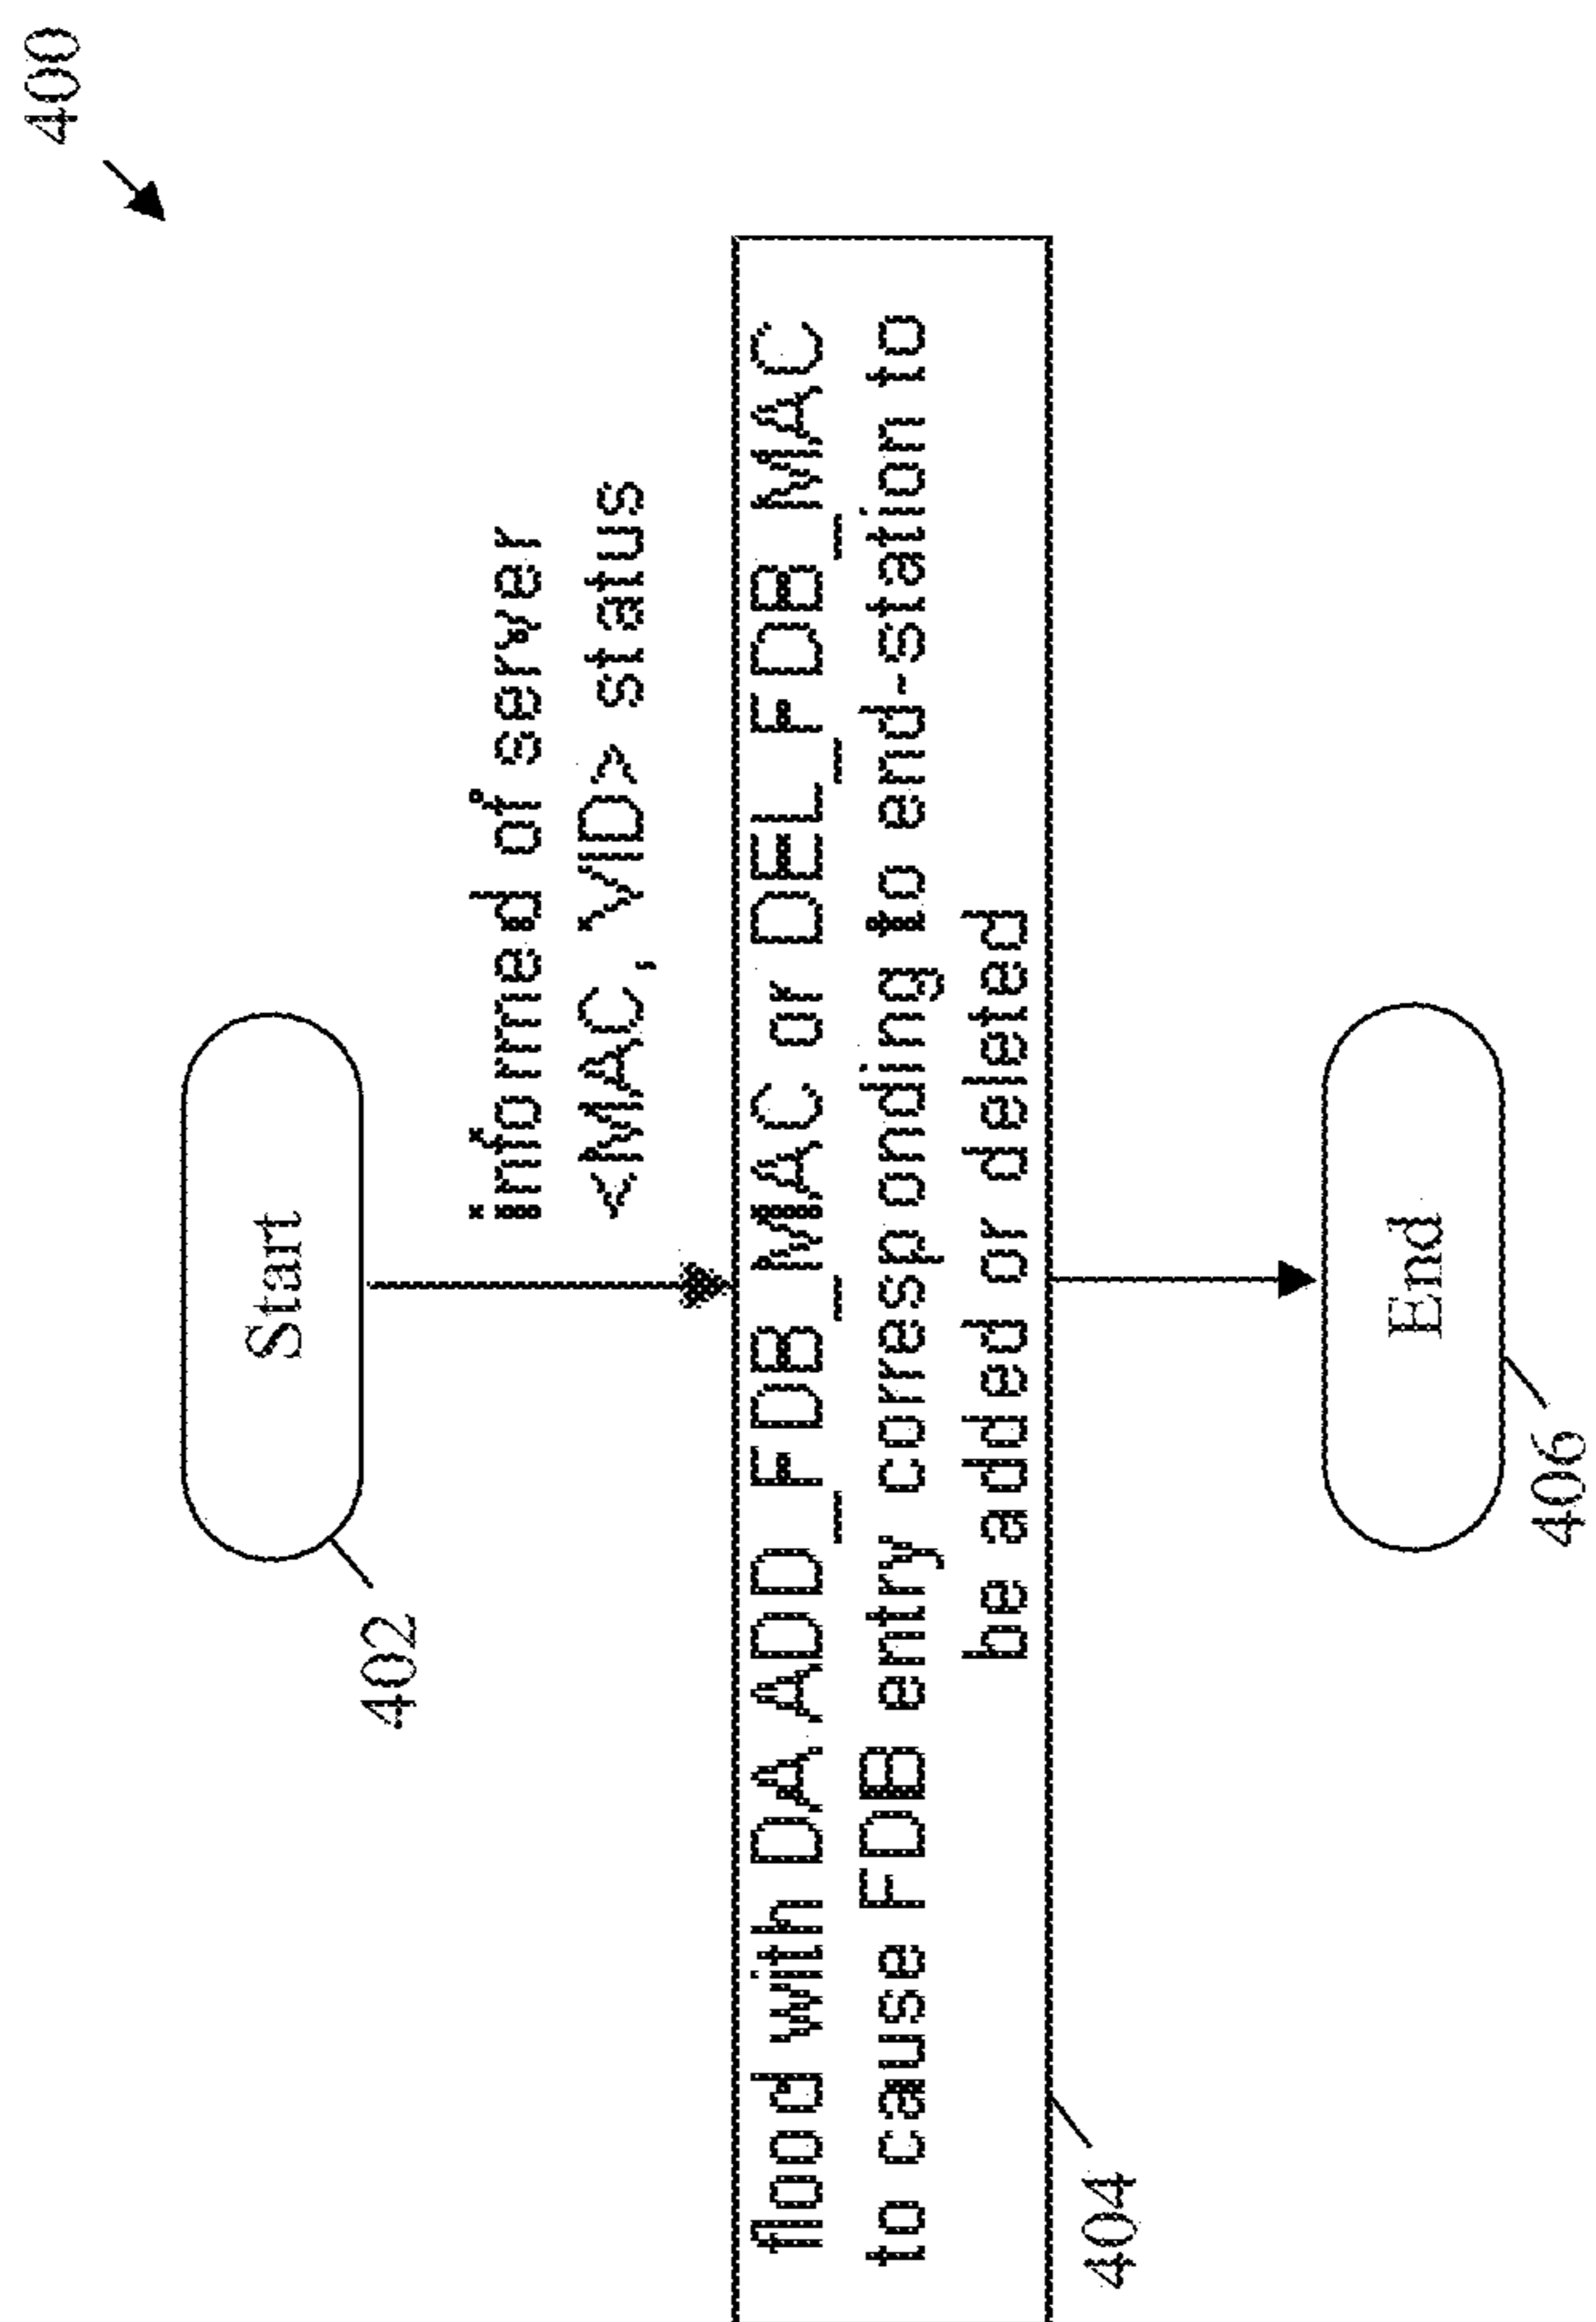 400
Start
402
informed of server
<MAC, VID> status
flood with DA ADD_FDB_MAC or DEL_FDB_MAC
to cause FDB entry corresponding to end-station to
be added or deleted
404
End
406